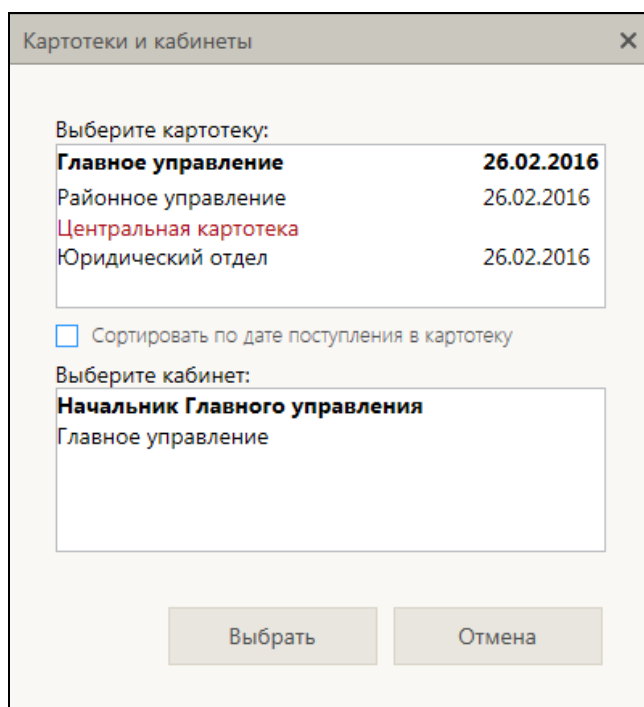 Картотеки и кабинеты
Выберите картотеку:
Главное управление 26.02.2016
Районное управление 26.02.2016
Центральная картотека
Юридический отдел 26.02.2016
Сортировать по дате поступления в картотеку
Выберите кабинет:
Начальник Главного управления
Главное управление
Выбрать Отмена